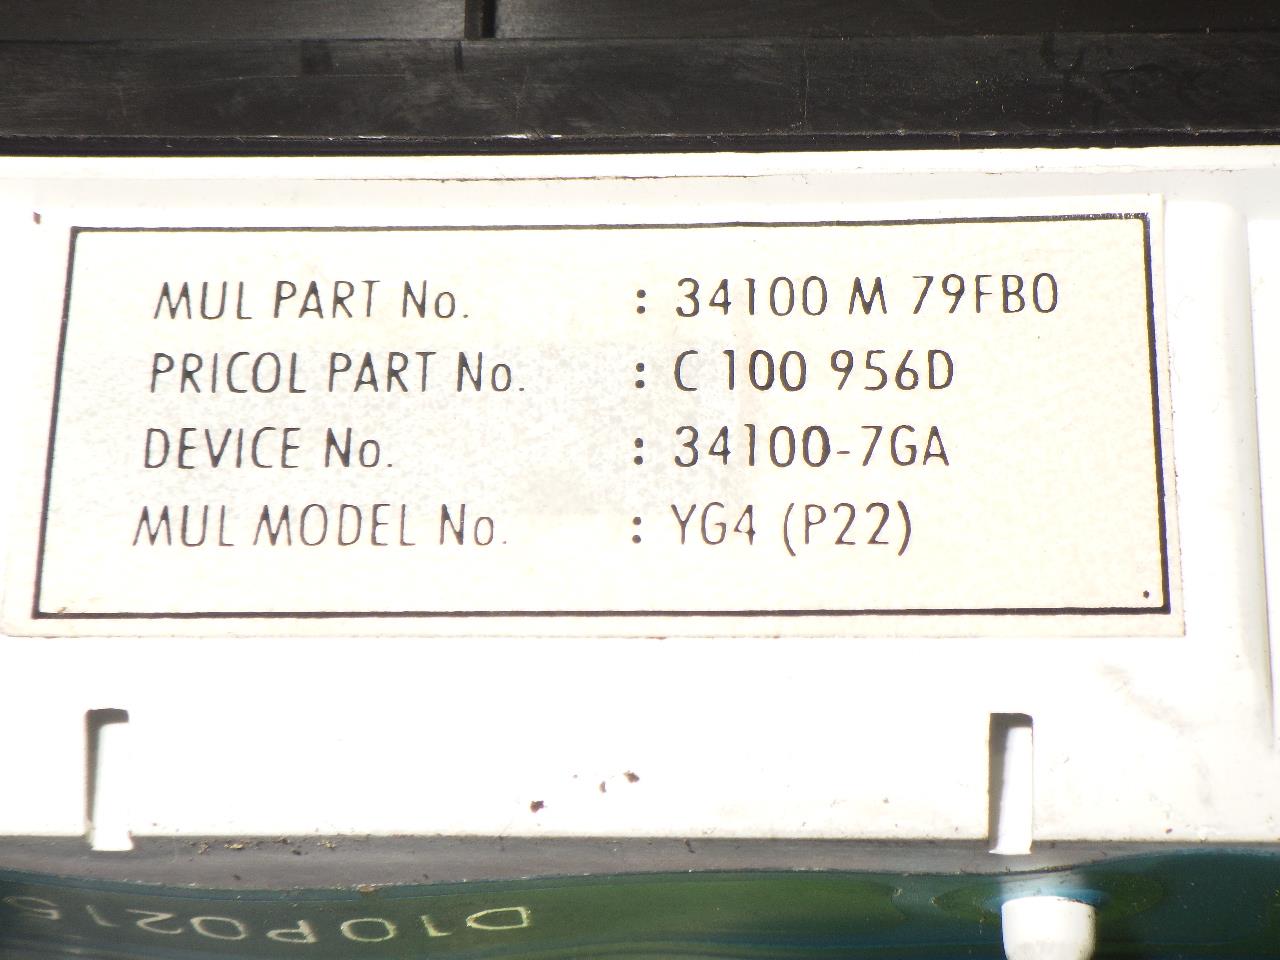 MUL PART No. : 34100 M 79FB0
PRICOL PART No. : C 100 956D
DEVICE No. : 34100-7GA
MUL MODEL No. : YG4 (P22)
D10P0215